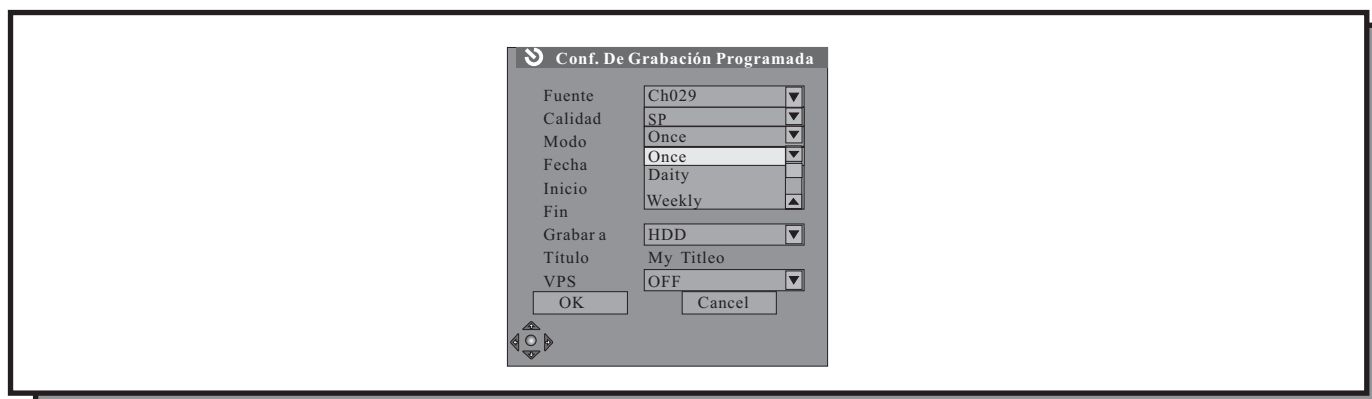 Conf. De Grabación Programada
Fuente Ch029
Calidad SP
Modo Once
Fecha Once
Daity
Inicio Weekly
Fin
Grabar a HDD
Título My Titleo
VPS OFF
OK Cancel